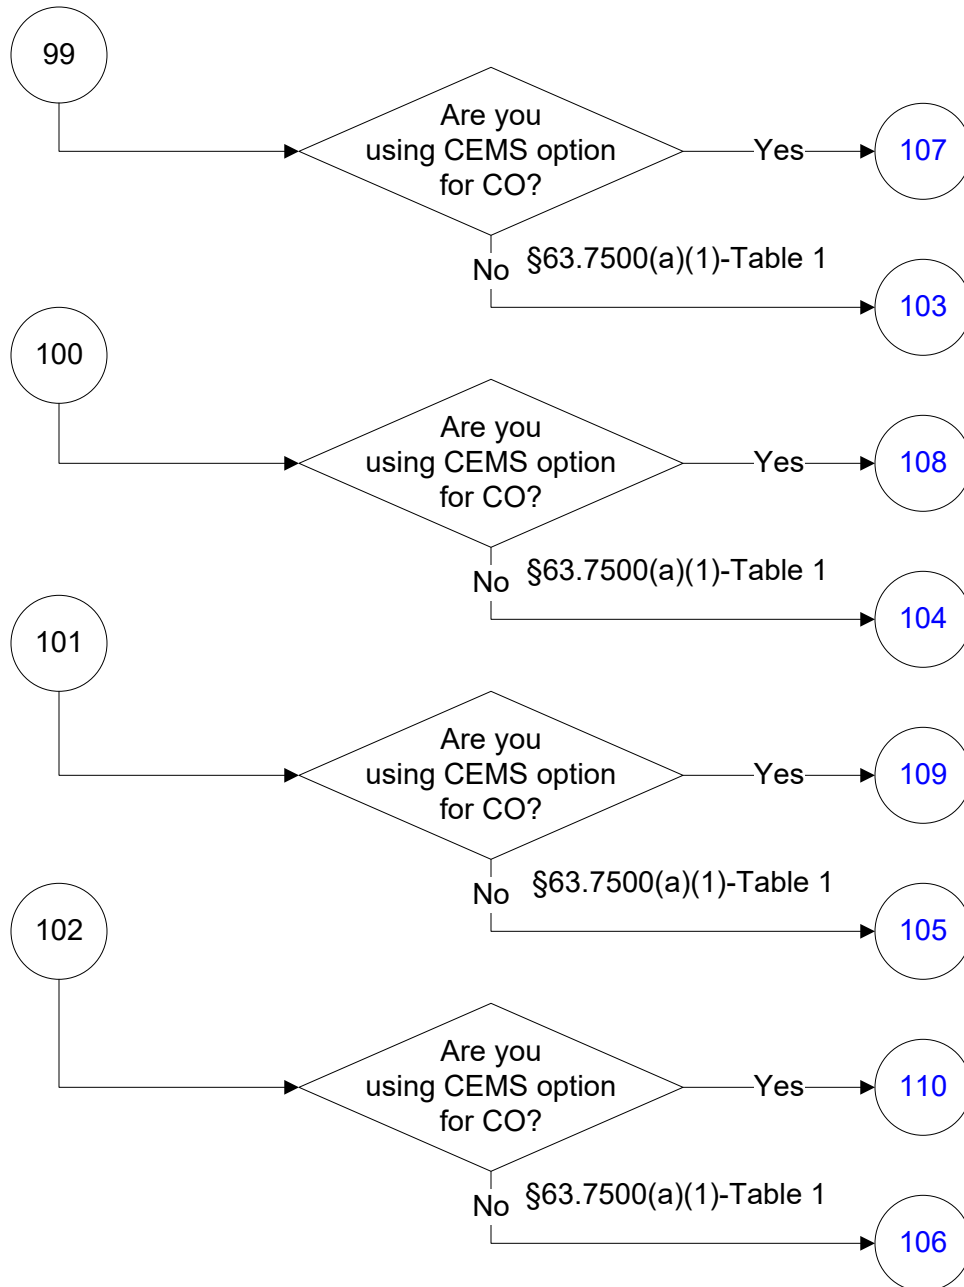 99
Are you
using CEMS option
for CO?
Yes
107
No
§63.7500(a)(1)-Table 1
103
100
Are you
using CEMS option
for CO?
Yes
108
No
§63.7500(a)(1)-Table 1
104
101
Are you
using CEMS option
for CO?
Yes
109
No
§63.7500(a)(1)-Table 1
105
102
Are you
using CEMS option
for CO?
Yes
110
No
§63.7500(a)(1)-Table 1
106